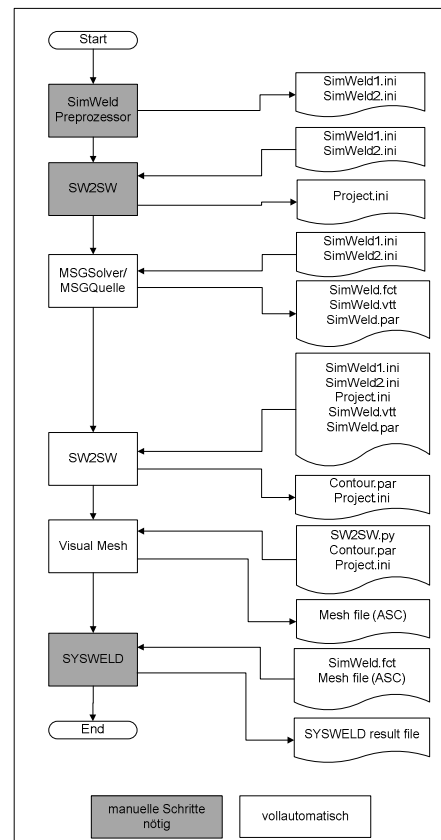 Start
SimWeld
Preprozessor
SimWeld1.ini
SimWeld2.ini
SimWeld1.ini
SimWeld2.ini
SW2SW
Project.ini
MSGSolver/
MSGQuelle
SimWeld1.ini
SimWeld2.ini
SimWeld.fct
SimWeld.vtt
SimWeld.par
SimWeld1.ini
SimWeld2.ini
Project.ini
SimWeld.vtt
SimWeld.par
SW2SW
Contour.par
Project.ini
Visual Mesh
SW2SW.py
Contour.par
Project.ini
Mesh file (ASC)
SYSWELD
SimWeld.fct
Mesh file (ASC)
End
SYSWELD result file
manuelle Schritte
nötig
vollautomatisch